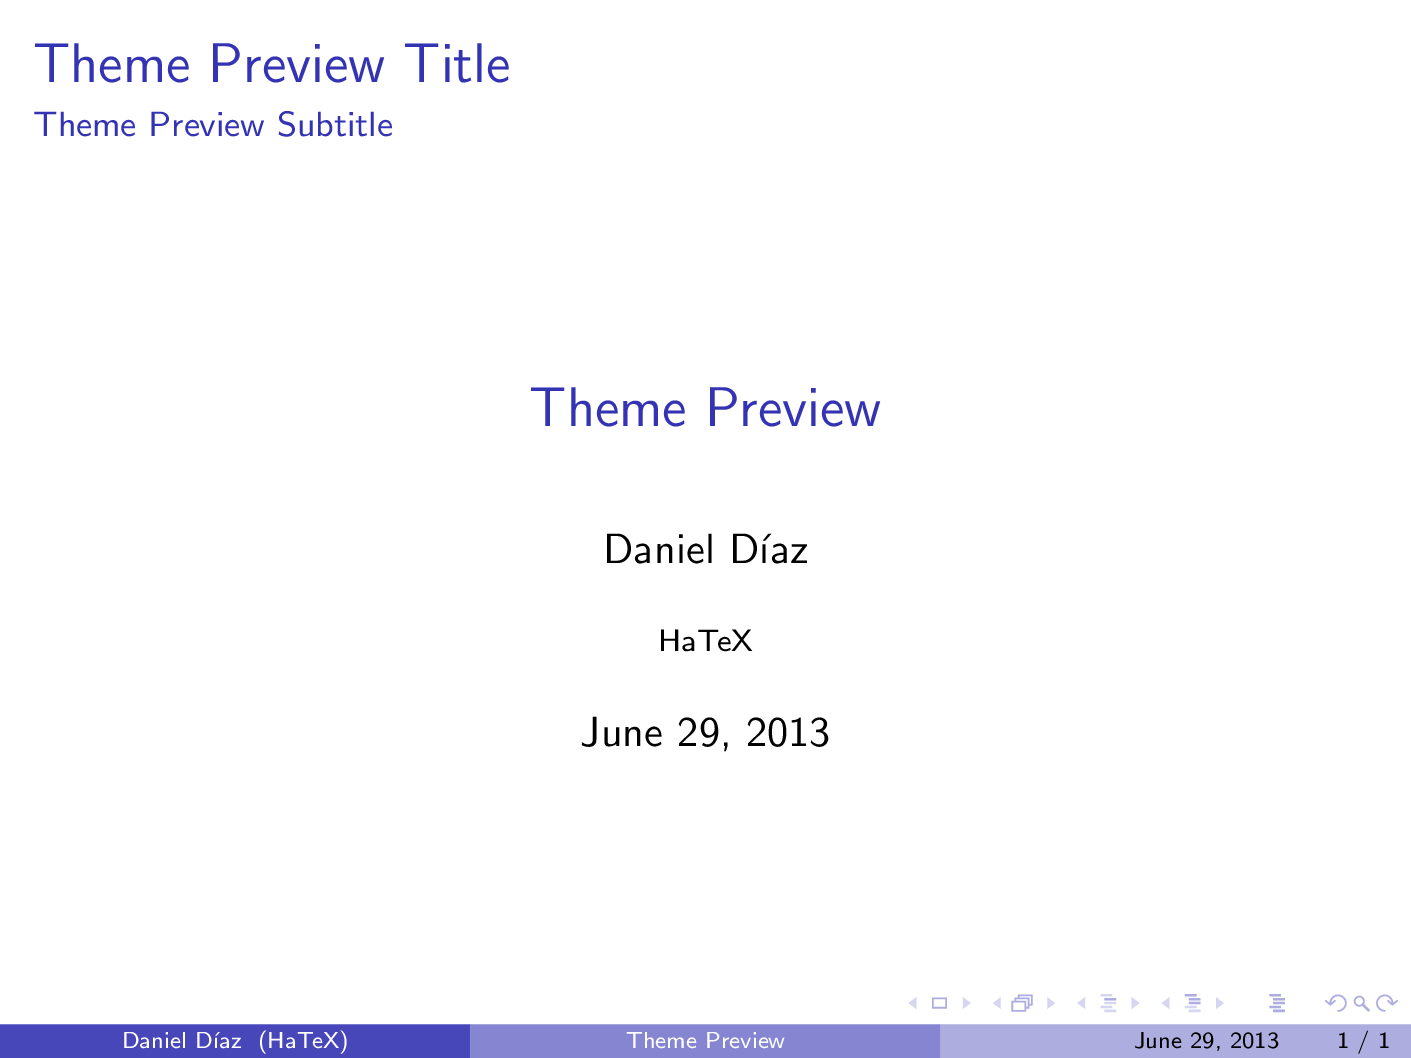 Theme Preview Title
Theme Preview Subtitle
Theme Preview
Daniel Díaz
HaTeX
June 29, 2013
Daniel Díaz (HaTeX) Theme Preview June 29, 2013 1 / 1